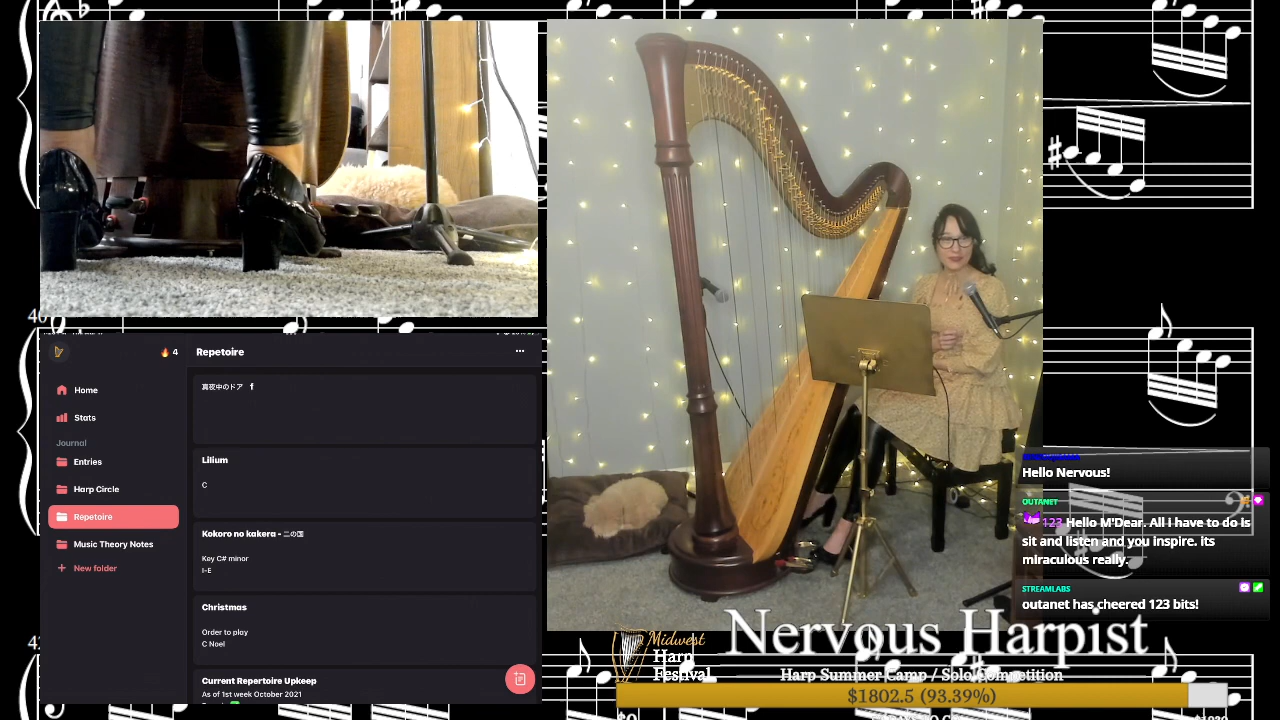 🔥 4
Repetoire
...
Home
Stats
Journal
Entries
Harp Circle
Repetoire
Music Theory Notes
+ New folder
真夜中のドア
Lilium
C
Kokoro no kakera - 二の国
Key C# minor
I-E
Christmas
Order to play
C Noel
Current Repertoire Upkeep
As of 1st week October 2021
Hello Nervous!
OUTANET
123 Hello M'Dear. All i have to do is
sit and listen and you inspire. its
miraculous really.
STREAMLABS
outanet has cheered 123 bits!
Nervous Harpist
Midwest
Harp
Festival
Harp Summer Camp / Solo Competition
$1802.5 (93.39%)